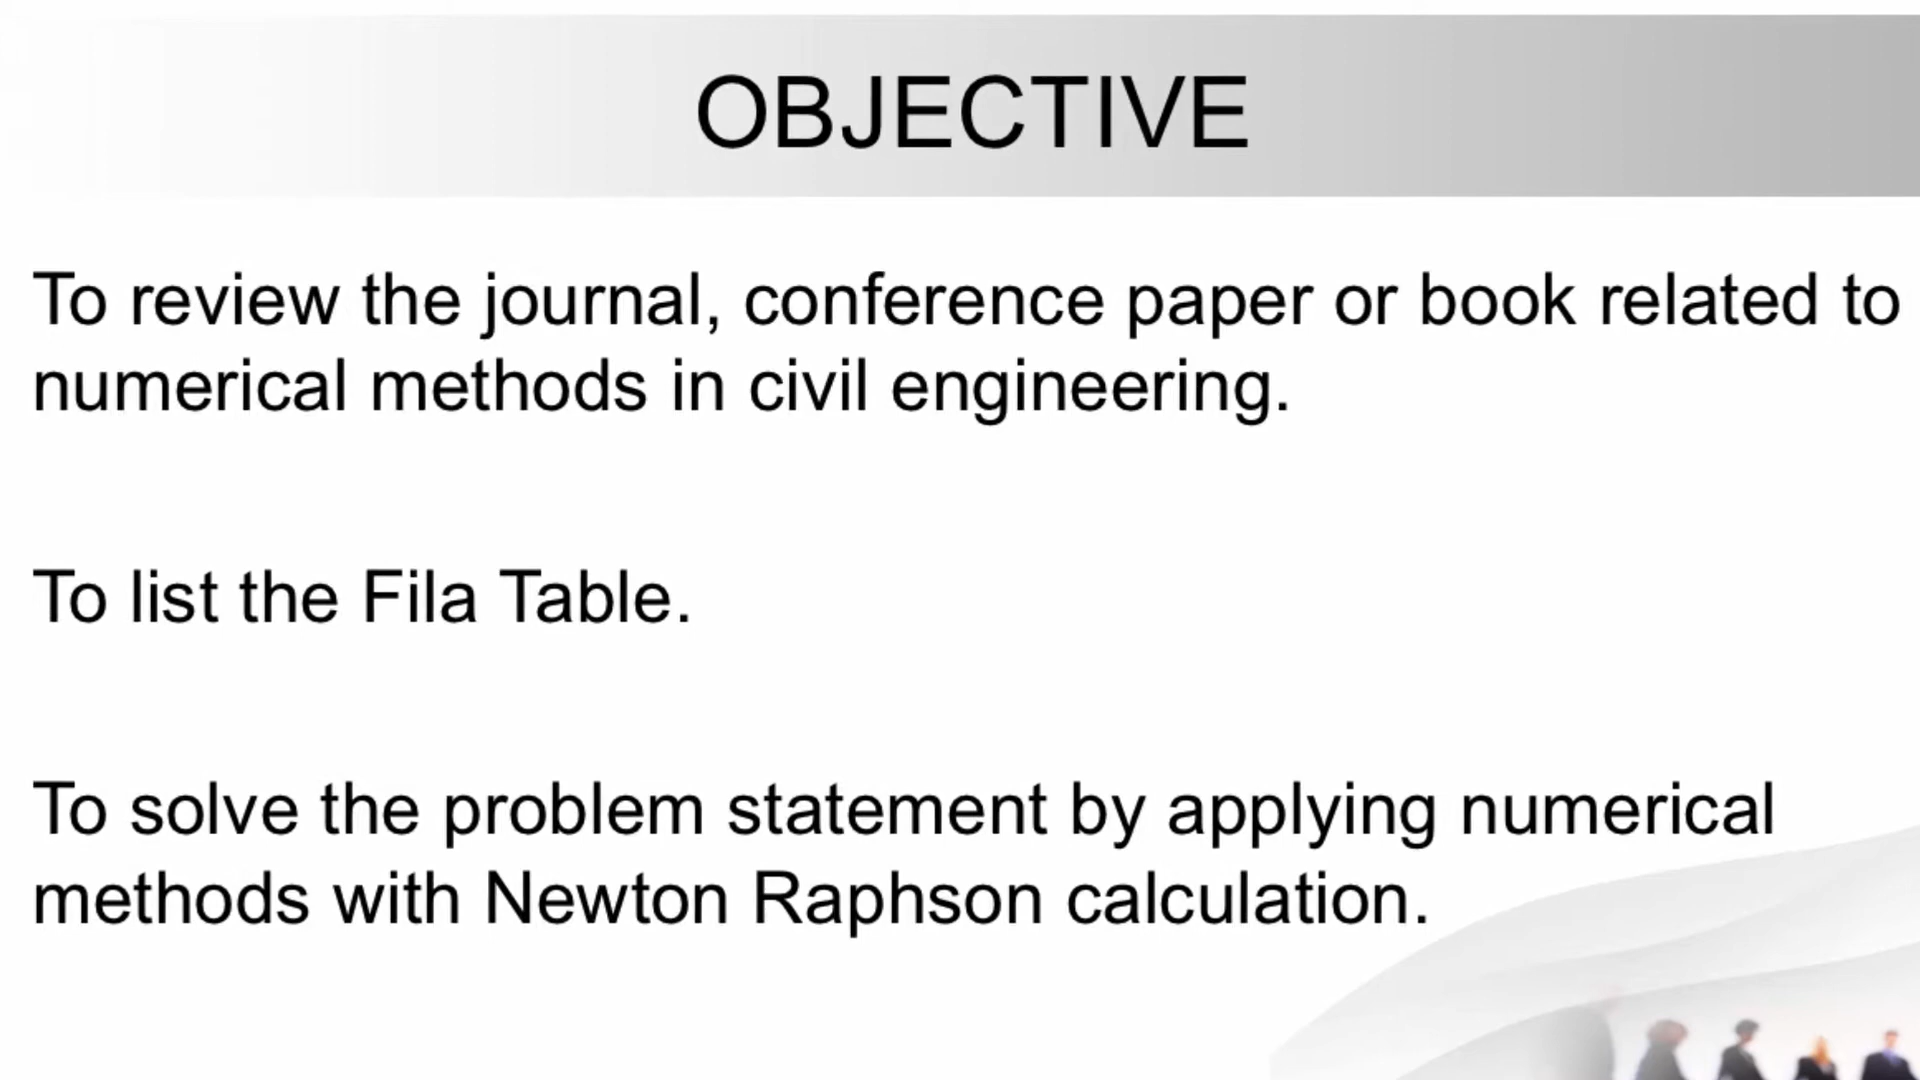 OBJECTIVE
To review the journal, conference paper or book related to
numerical methods in civil engineering.
To list the Fila Table.
To solve the problem statement by applying numerical
methods with Newton Raphson calculation.